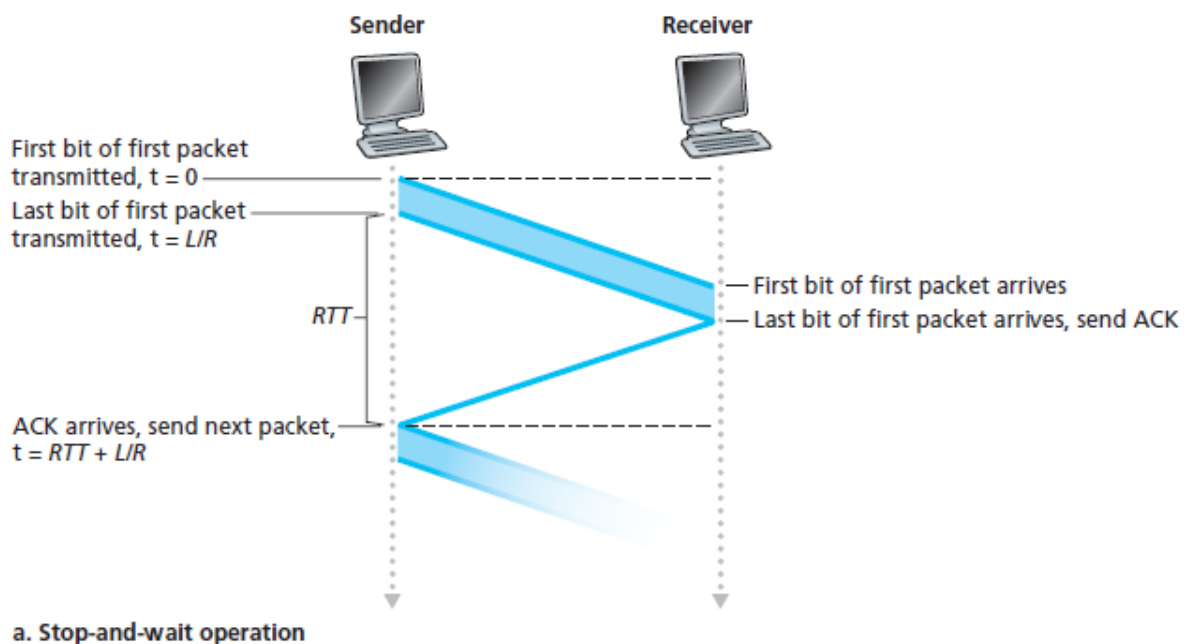 Sender
Receiver
First bit of first packet
transmitted, t = 0
Last bit of first packet
transmitted, t = L/R
First bit of first packet arrives
RTT
Last bit of first packet arrives, send ACK
ACK arrives, send next packet,
t = RTT + L/R
a. Stop-and-wait operation